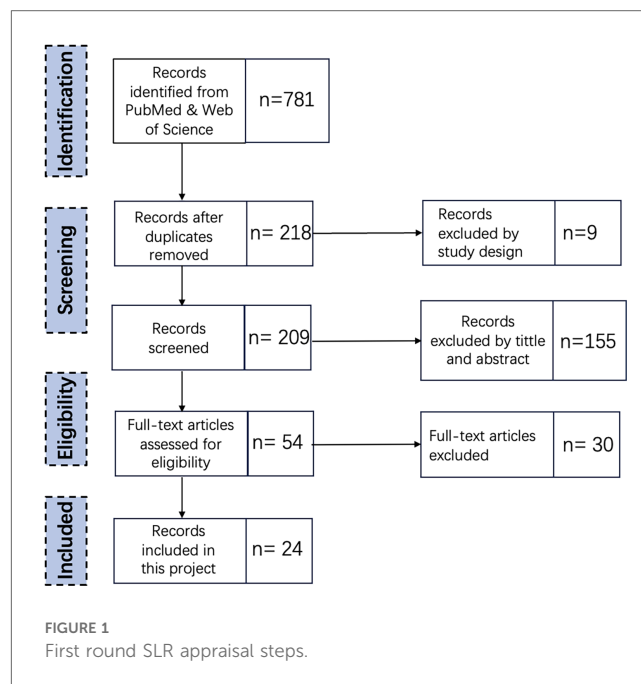 Identification
Records
identified from
PubMed & Web
of Science
n=781
Screening
Records after
duplicates
removed
n= 218
Records
excluded by
study design
n=9
Records
screened
n= 209
Records
excluded by tittle
and abstract
n=155
Eligibility
Full-text articles
assessed for
eligibility
n= 54
Full-text articles
excluded
n= 30
Included
Records
included in
this project
n= 24
FIGURE 1
First round SLR appraisal steps.